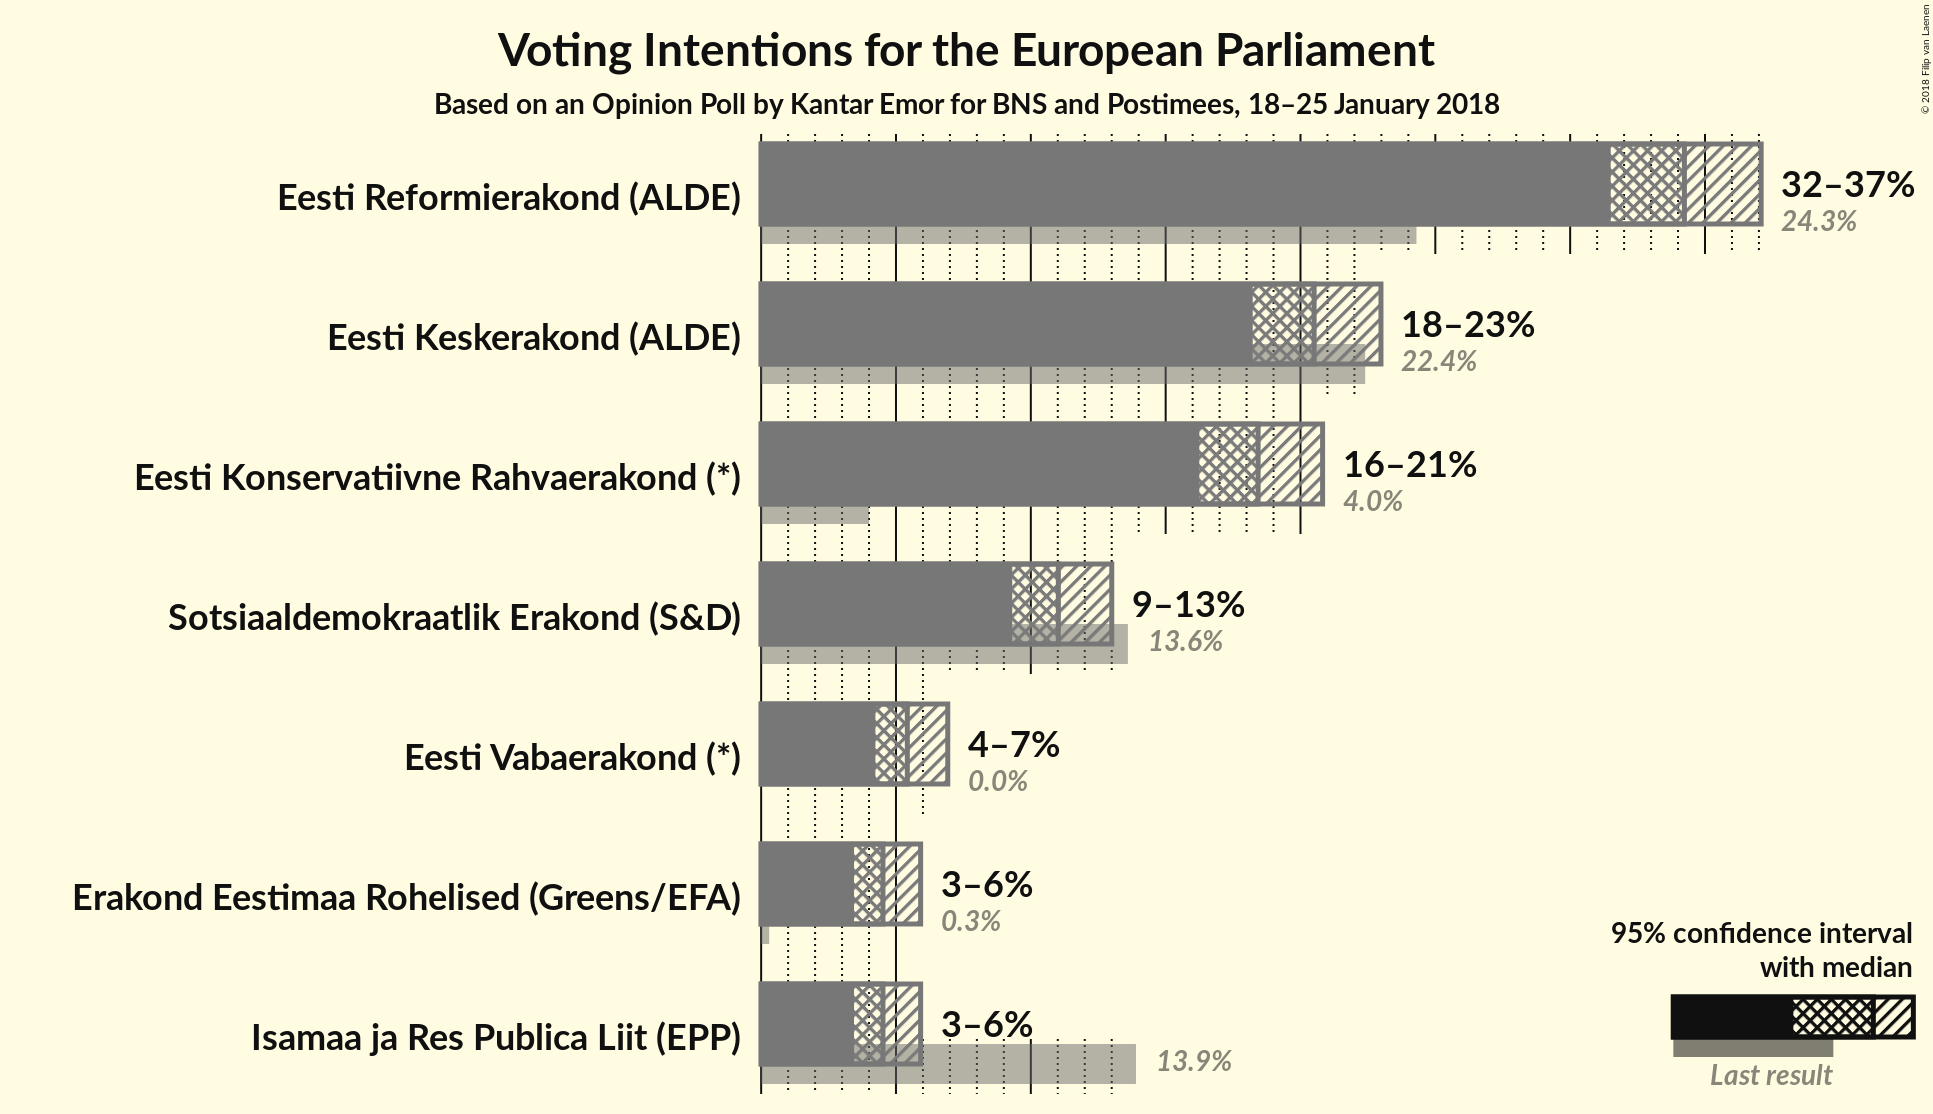 Voting Intentions for the European Parliament
Based on an Opinion Poll by Kantar Emor for BNS and Postimees, 18–25 January 2018
© 2018 Filip van Laenen
Eesti Reformierakond (ALDE)
32–37%
24.3%
Eesti Keskerakond (ALDE)
18–23%
22.4%
Eesti Konservatiivne Rahvaerakond (*)
16–21%
4.0%
Sotsiaaldemokraatlik Erakond (S&D)
9–13%
13.6%
Eesti Vabaerakond (*)
4–7%
0.0%
Erakond Eestimaa Rohelised (Greens/EFA)
3–6%
0.3%
Isamaa ja Res Publica Liit (EPP)
3–6%
13.9%
95% confidence interval
with median
Last result